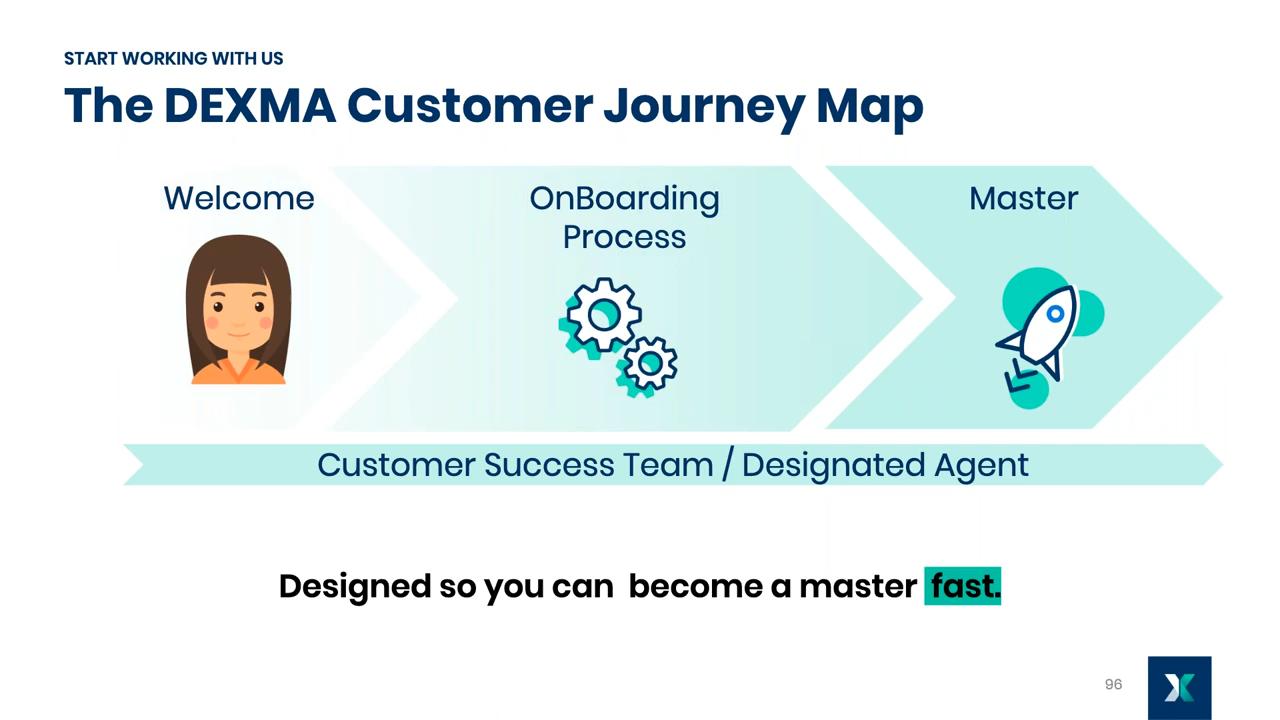 START WORKING WITH US
The DEXMA Customer Journey Map
Welcome
OnBoarding
Process
Master
Customer Success Team / Designated Agent
Designed so you can become a master fast.
96